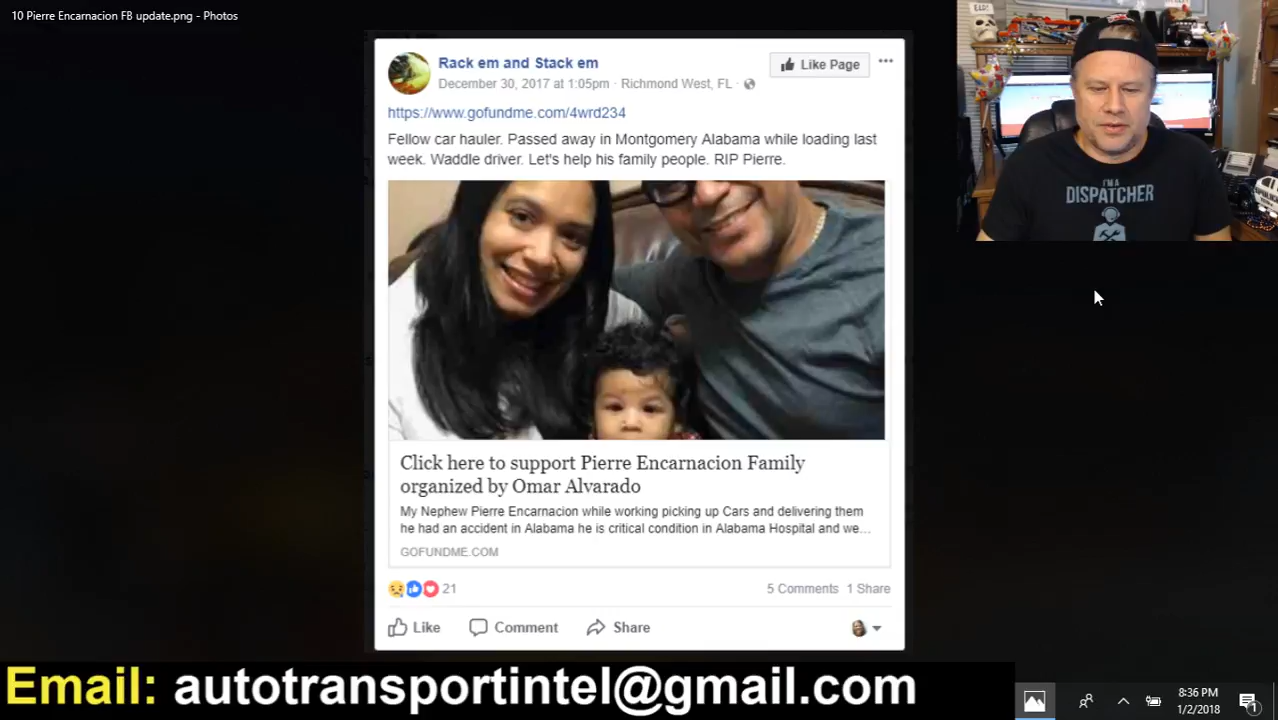 10 Pierre Encarnacion FB update.png - Photos
Rack em and Stack em
December 30, 2017 at 1:05pm · Richmond West, FL ·
Like Page
https://www.gofundme.com/4wrd234
Fellow car hauler. Passed away in Montgomery Alabama while loading last
week. Waddle driver. Let's help his family people. RIP Pierre.
Click here to support Pierre Encarnacion Family
organized by Omar Alvarado
My Nephew Pierre Encarnacion while working picking up Cars and delivering them
he had an accident in Alabama he is critical condition in Alabama Hospital and we...
GOFUNDME.COM
21
5 Comments 1 Share
Like Comment Share
I'M A
DISPATCHER
Email: autotransportintel@gmail.com
8:36 PM
1/2/2018
1